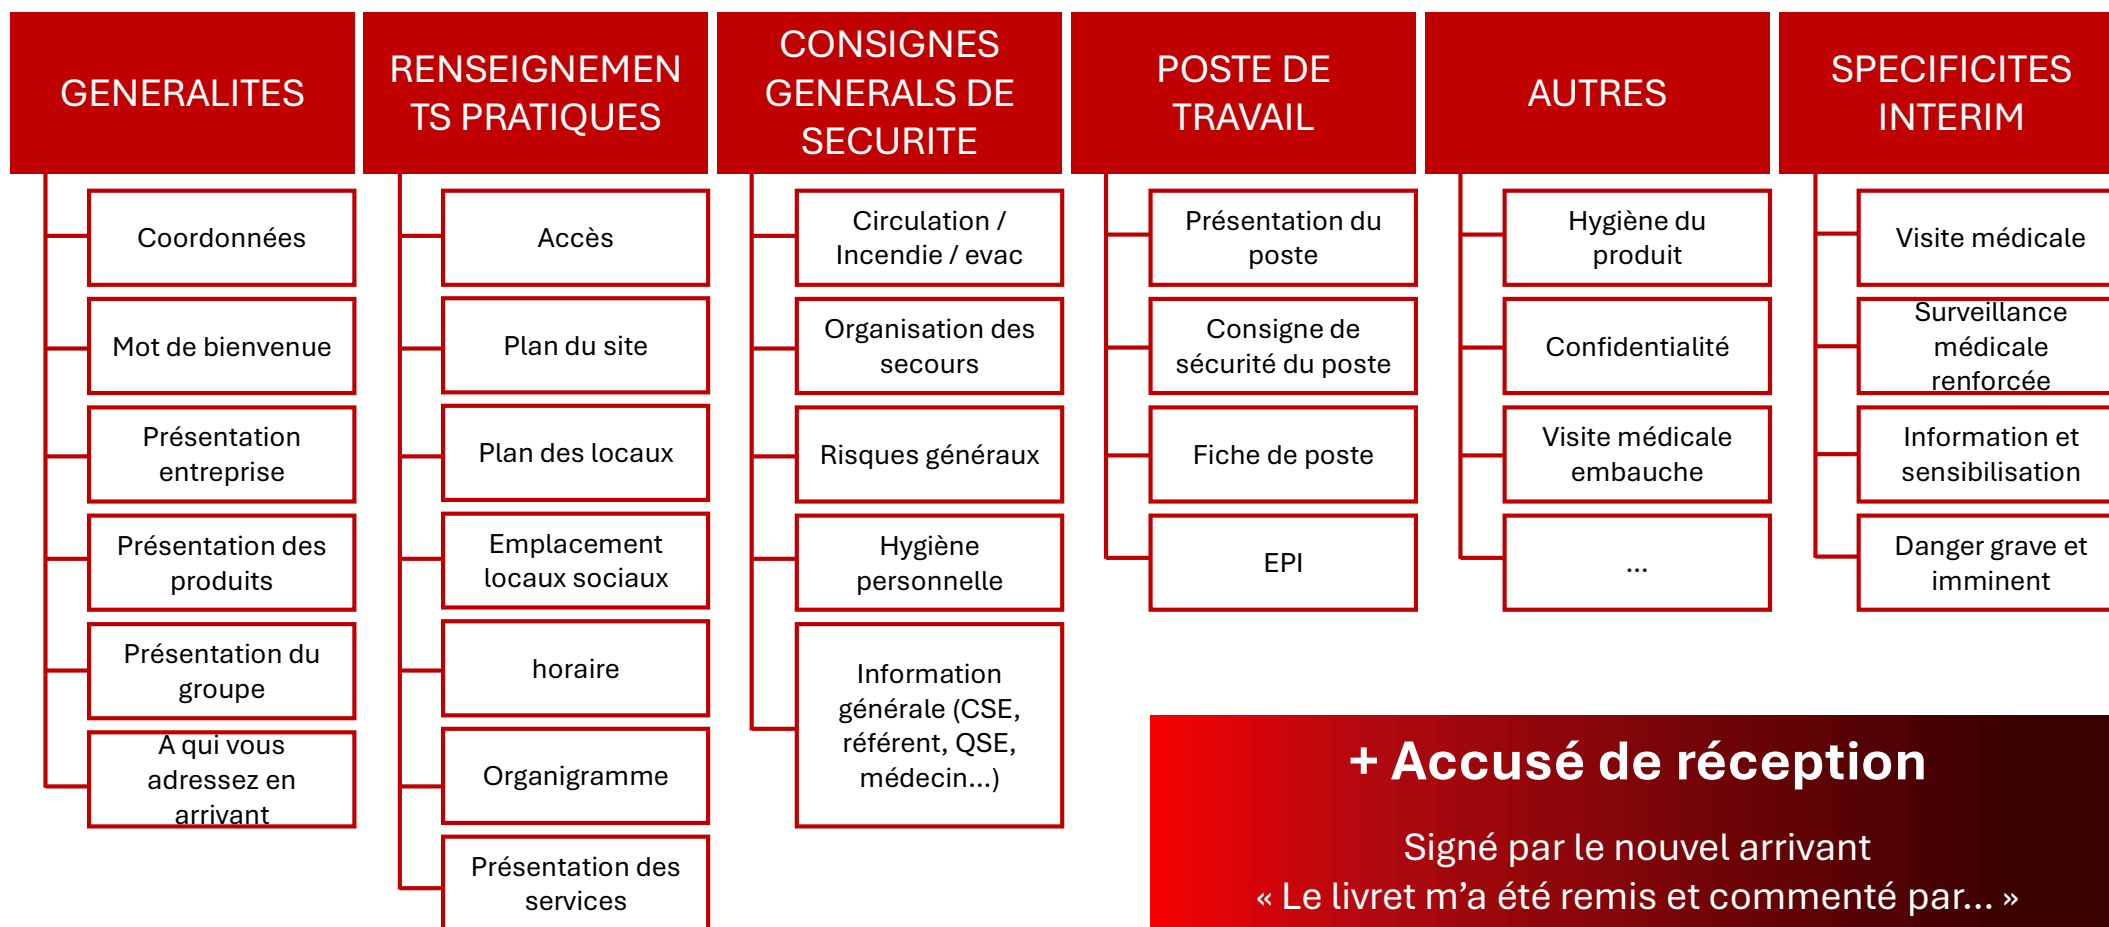 GENERALITES
Coordonnées
Mot de bienvenue
Présentation
entreprise
Présentation des
produits
Présentation du
groupe
A qui vous
adressez en
arrivant
RENSEIGNEMEN
TS PRATIQUES
Accès
Plan du site
Plan des locaux
Emplacement
locaux sociaux
horaire
Organigramme
Présentation des
services
CONSIGNES
GENERALS DE
SECURITE
Circulation /
Incendie / evac
Organisation des
secours
Risques généraux
Hygiène
personnelle
Information
générale (CSE,
référent, QSE,
médecin...)
POSTE DE
TRAVAIL
Présentation du
poste
Consigne de
sécurité du poste
Fiche de poste
EPI
AUTRES
Hygiène du
produit
Confidentialité
Visite médicale
embauche
...
SPECIFICITES
INTERIM
Visite médicale
Surveillance
médicale
renforcée
Information et
sensibilisation
Danger grave et
imminent
+ Accusé de réception
Signé par le nouvel arrivant
« Le livret m’a été remis et commenté par... »